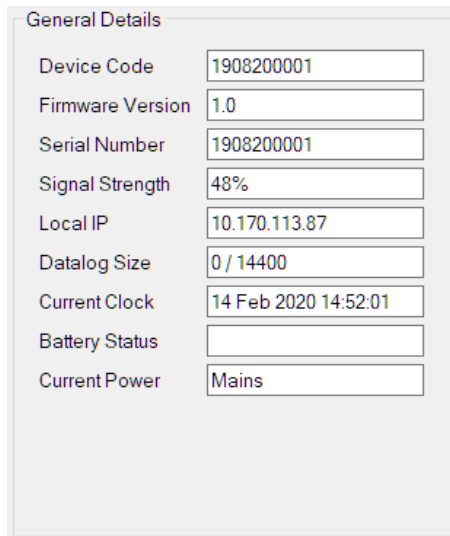 General Details
Device Code 1908200001
Firmware Version 1.0
Serial Number 1908200001
Signal Strength 48%
Local IP 10.170.113.87
Datalog Size 0 / 14400
Current Clock 14 Feb 2020 14:52:01
Battery Status
Current Power Mains